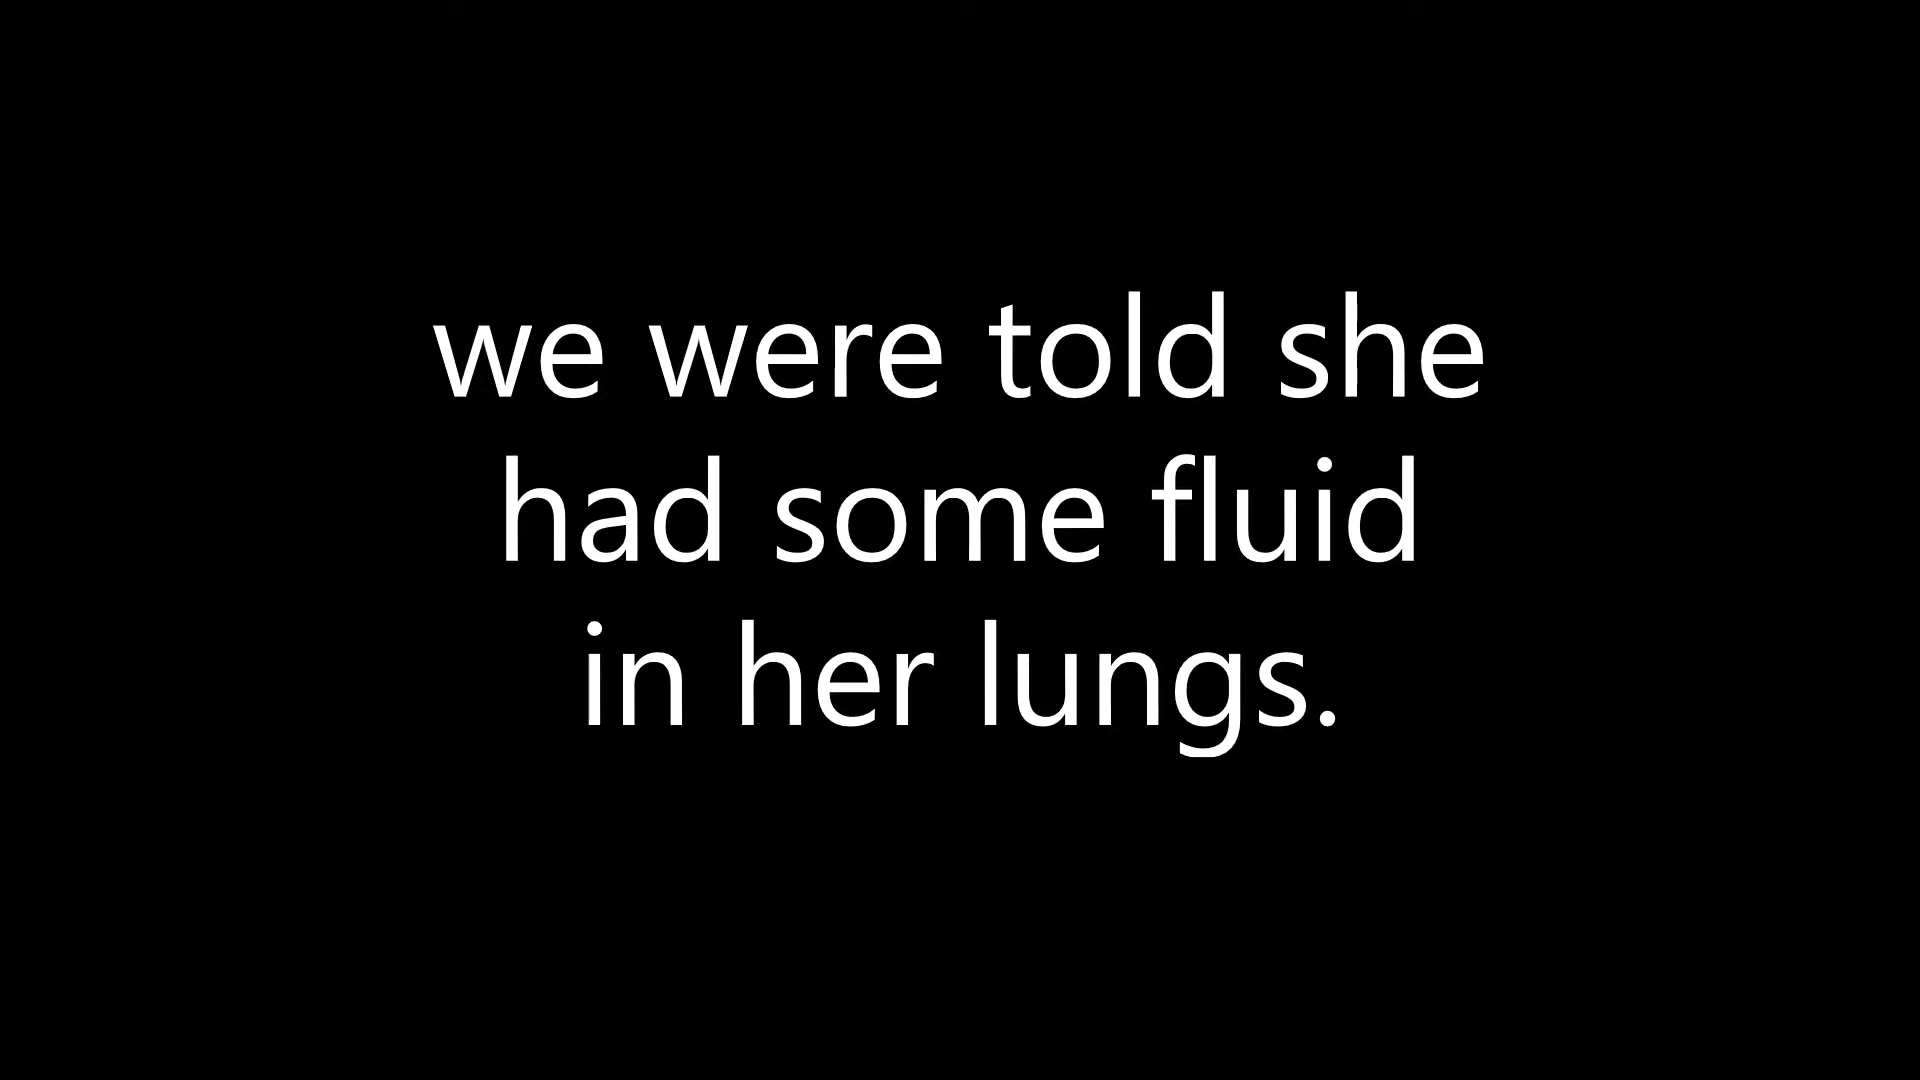 we were told she
had some fluid
in her lungs.